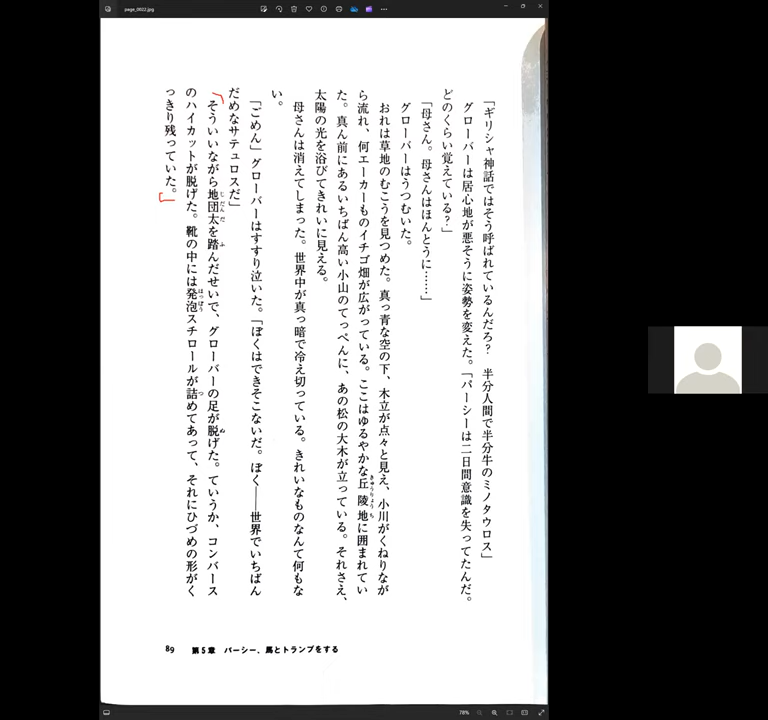 page_0022.jpg
「ギリシャ神話ではそう呼ばれているんだろ？　半分人間で半分牛のミノタウロス」
グローバーは居心地が悪そうに姿勢を変えた。「パーシーは二日間意識を失ってたんだ。
どのくらい覚えている？」
「母さん。母さんはほんとうに……」
グローバーはうつむいた。
おれは草地のむこうを見つめた。真っ青な空の下、木立が点々と見え、小川がくねりなが
ら流れ、何エーカーものイチゴ畑が広がっている。ここはゆるやかな丘陵地に囲まれてい
た。真ん前にあるいちばん高い小山のてっぺんに、あの松の大木が立っている。それさえ、
太陽の光を浴びてきれいに見える。
母さんは消えてしまった。世界中が真っ暗で冷え切っている。きれいなものなんて何もな
い。
「ごめん」グローバーはすすり泣いた。「ぼくはできそこないだ。ぼく――世界でいちばん
だめなサテュロスだ」
そういいながら地団太を踏んだせいで、グローバーの足が脱げた。ていうか、コンバース
のハイカットが脱げた。靴の中には発泡スチロールが詰めてあって、それにひづめの形がく
っきり残っていた。
89　第5章　パーシー、馬とトランプをする
78%